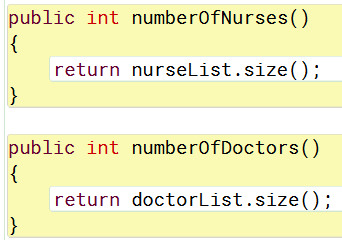 public int numberOfNurses()
{
    return nurseList.size();
}

public int numberOfDoctors()
{
    return doctorList.size();
}